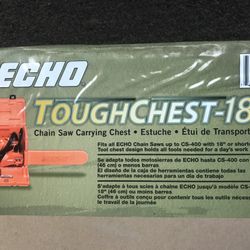 ECHO
TOUGHCHEST-18
Chain Saw Carrying Chest • Estuche • Étui de Transport
Fits all ECHO Chain Saws up to CS-400 with 18" or shorter
Tool chest design holds all tools needed for a day's work
Se adapta todos motosierras de ECHO hasta CS-400 con
(46 cm) o menos barras
El diseño de la caja de herramientas contiene todas las
herramientas necesarias para un día de trabajo
S'adapte à tous les scies à chaîne ECHO jusqu'à modèle CS
18" (46 cm) ou moins barres
Coffre à outils conçu pour contenir tous les outils nécess
le travail de la journée